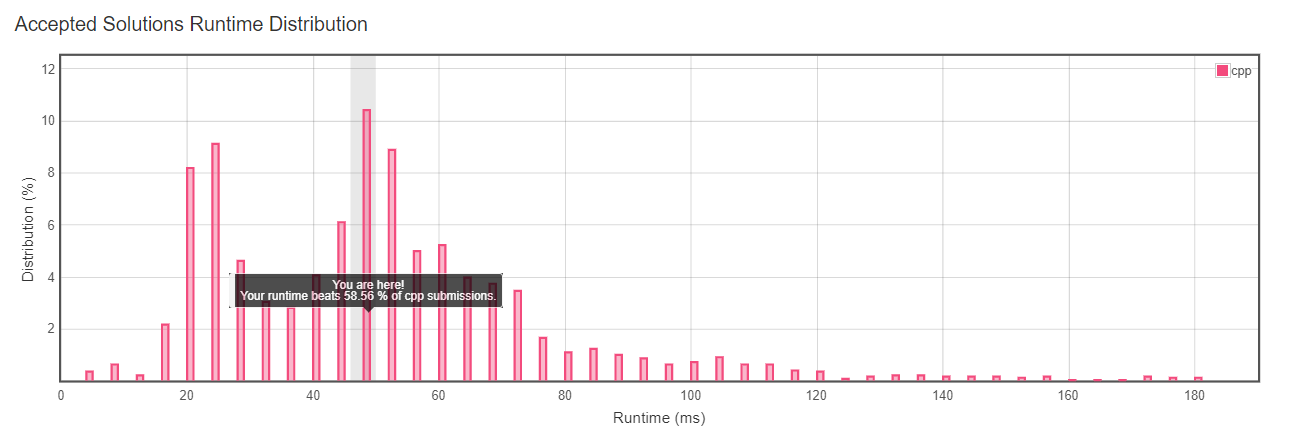 Accepted Solutions Runtime Distribution
12
10
8
6
4
2
Distribution (%)
cpp
You are here!
Your runtime beats 58.56 % of cpp submissions.
0 20 40 60 80 100 120 140 160 180
Runtime (ms)